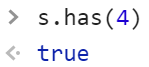 > s.has(4)
< true